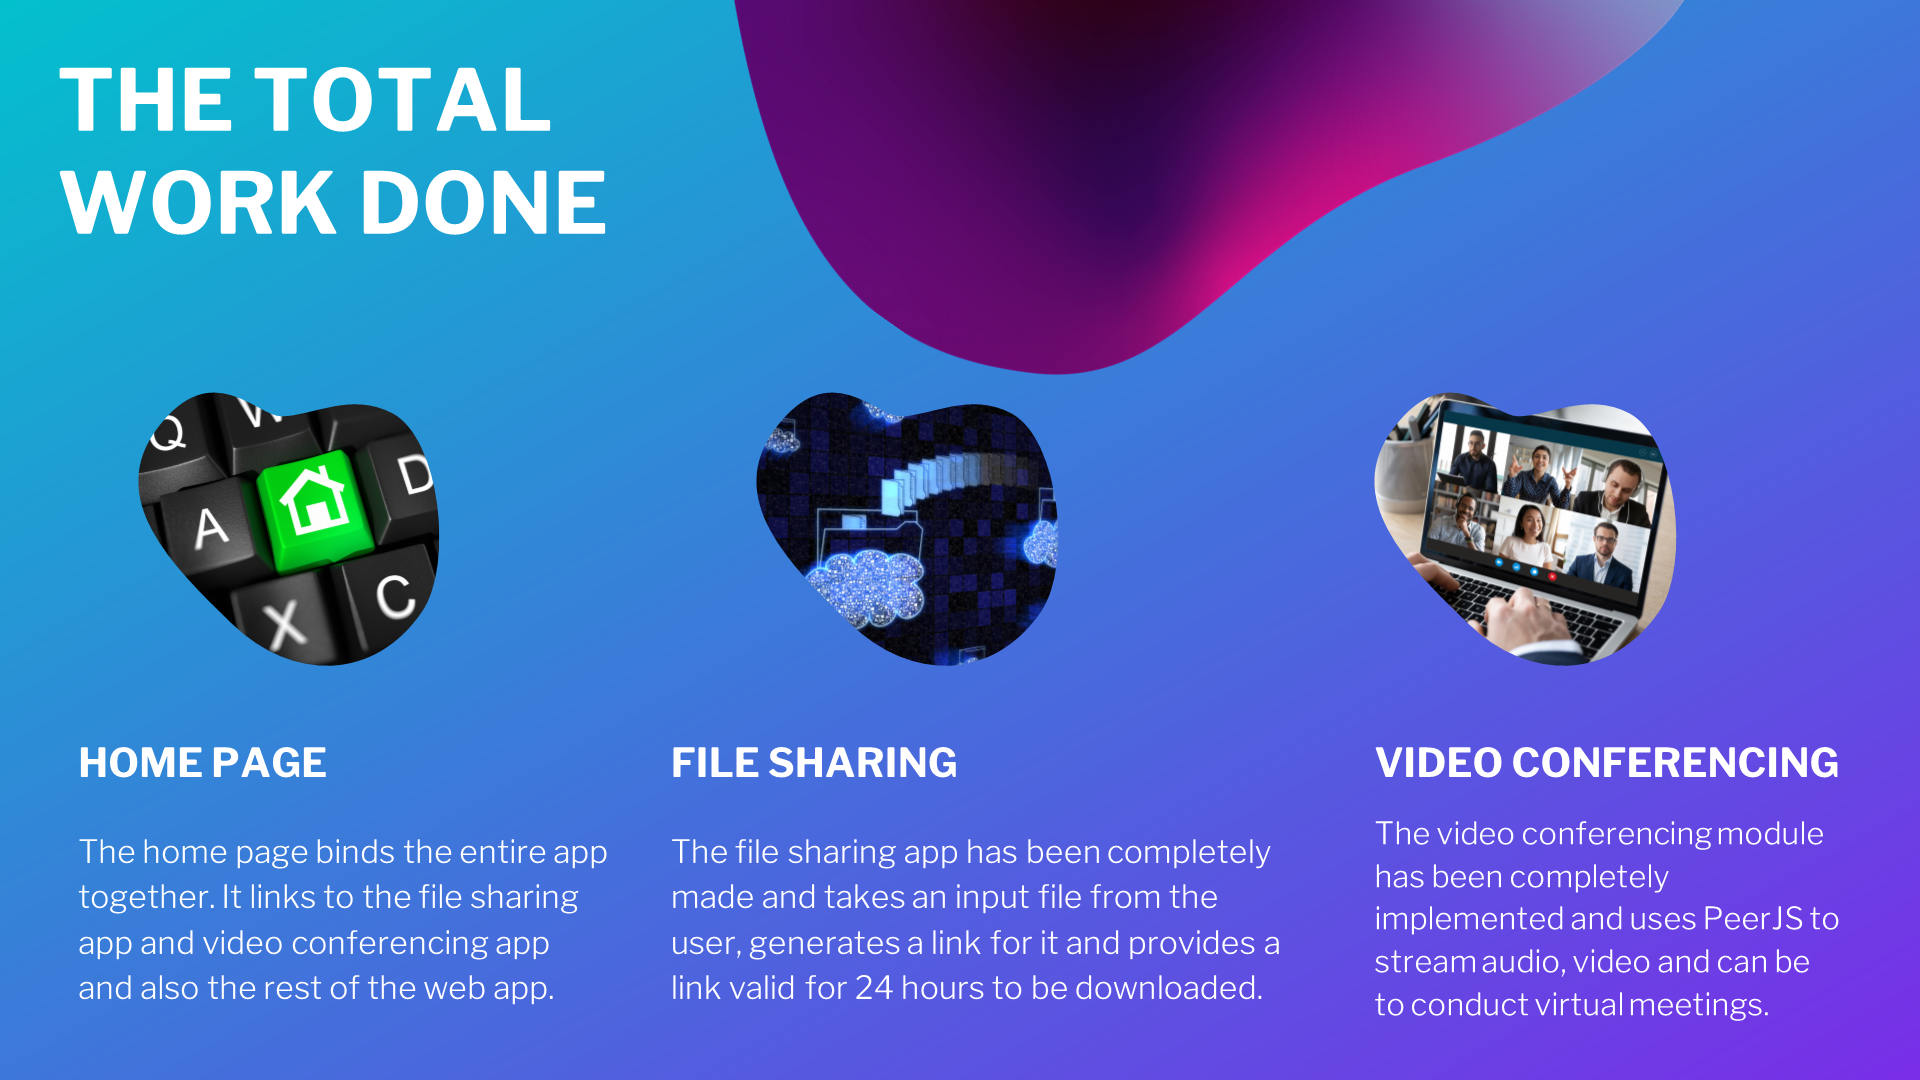 THE TOTAL
WORK DONE
Q
W
A
D
X
C
HOME PAGE
The home page binds the entire app
together. It links to the file sharing
app and video conferencing app
and also the rest of the web app.
FILE SHARING
The file sharing app has been completely
made and takes an input file from the
user, generates a link for it and provides a
link valid for 24 hours to be downloaded.
VIDEO CONFERENCING
The video conferencing module
has been completely
implemented and uses PeerJS to
stream audio, video and can be
to conduct virtual meetings.